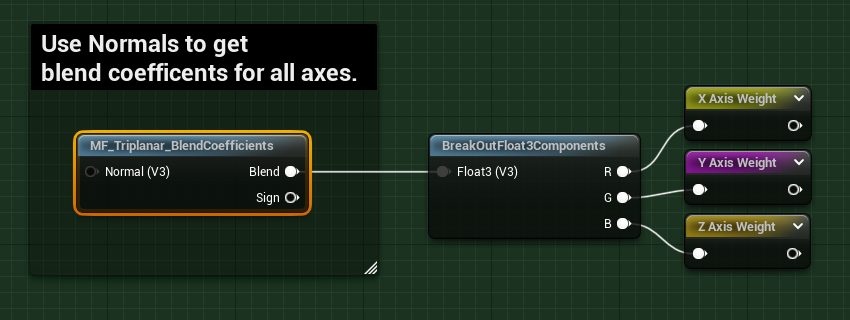 Use Normals to get
blend coefficents for all axes.
MF_Triplanar_BlendCoefficients
Normal (V3)
Blend
Sign
BreakOutFloat3Components
Float3 (V3)
R
G
B
X Axis Weight
Y Axis Weight
Z Axis Weight